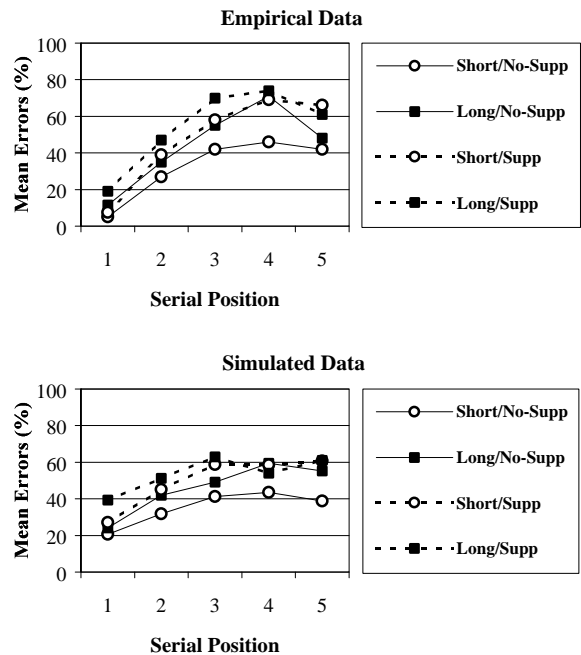 Empirical Data
Mean Errors (%)
100
80
60
40
20
0
1 2 3 4 5
Serial Position
Short/No-Supp
Long/No-Supp
Short/Supp
Long/Supp
Simulated Data
Mean Errors (%)
100
80
60
40
20
0
1 2 3 4 5
Serial Position
Short/No-Supp
Long/No-Supp
Short/Supp
Long/Supp